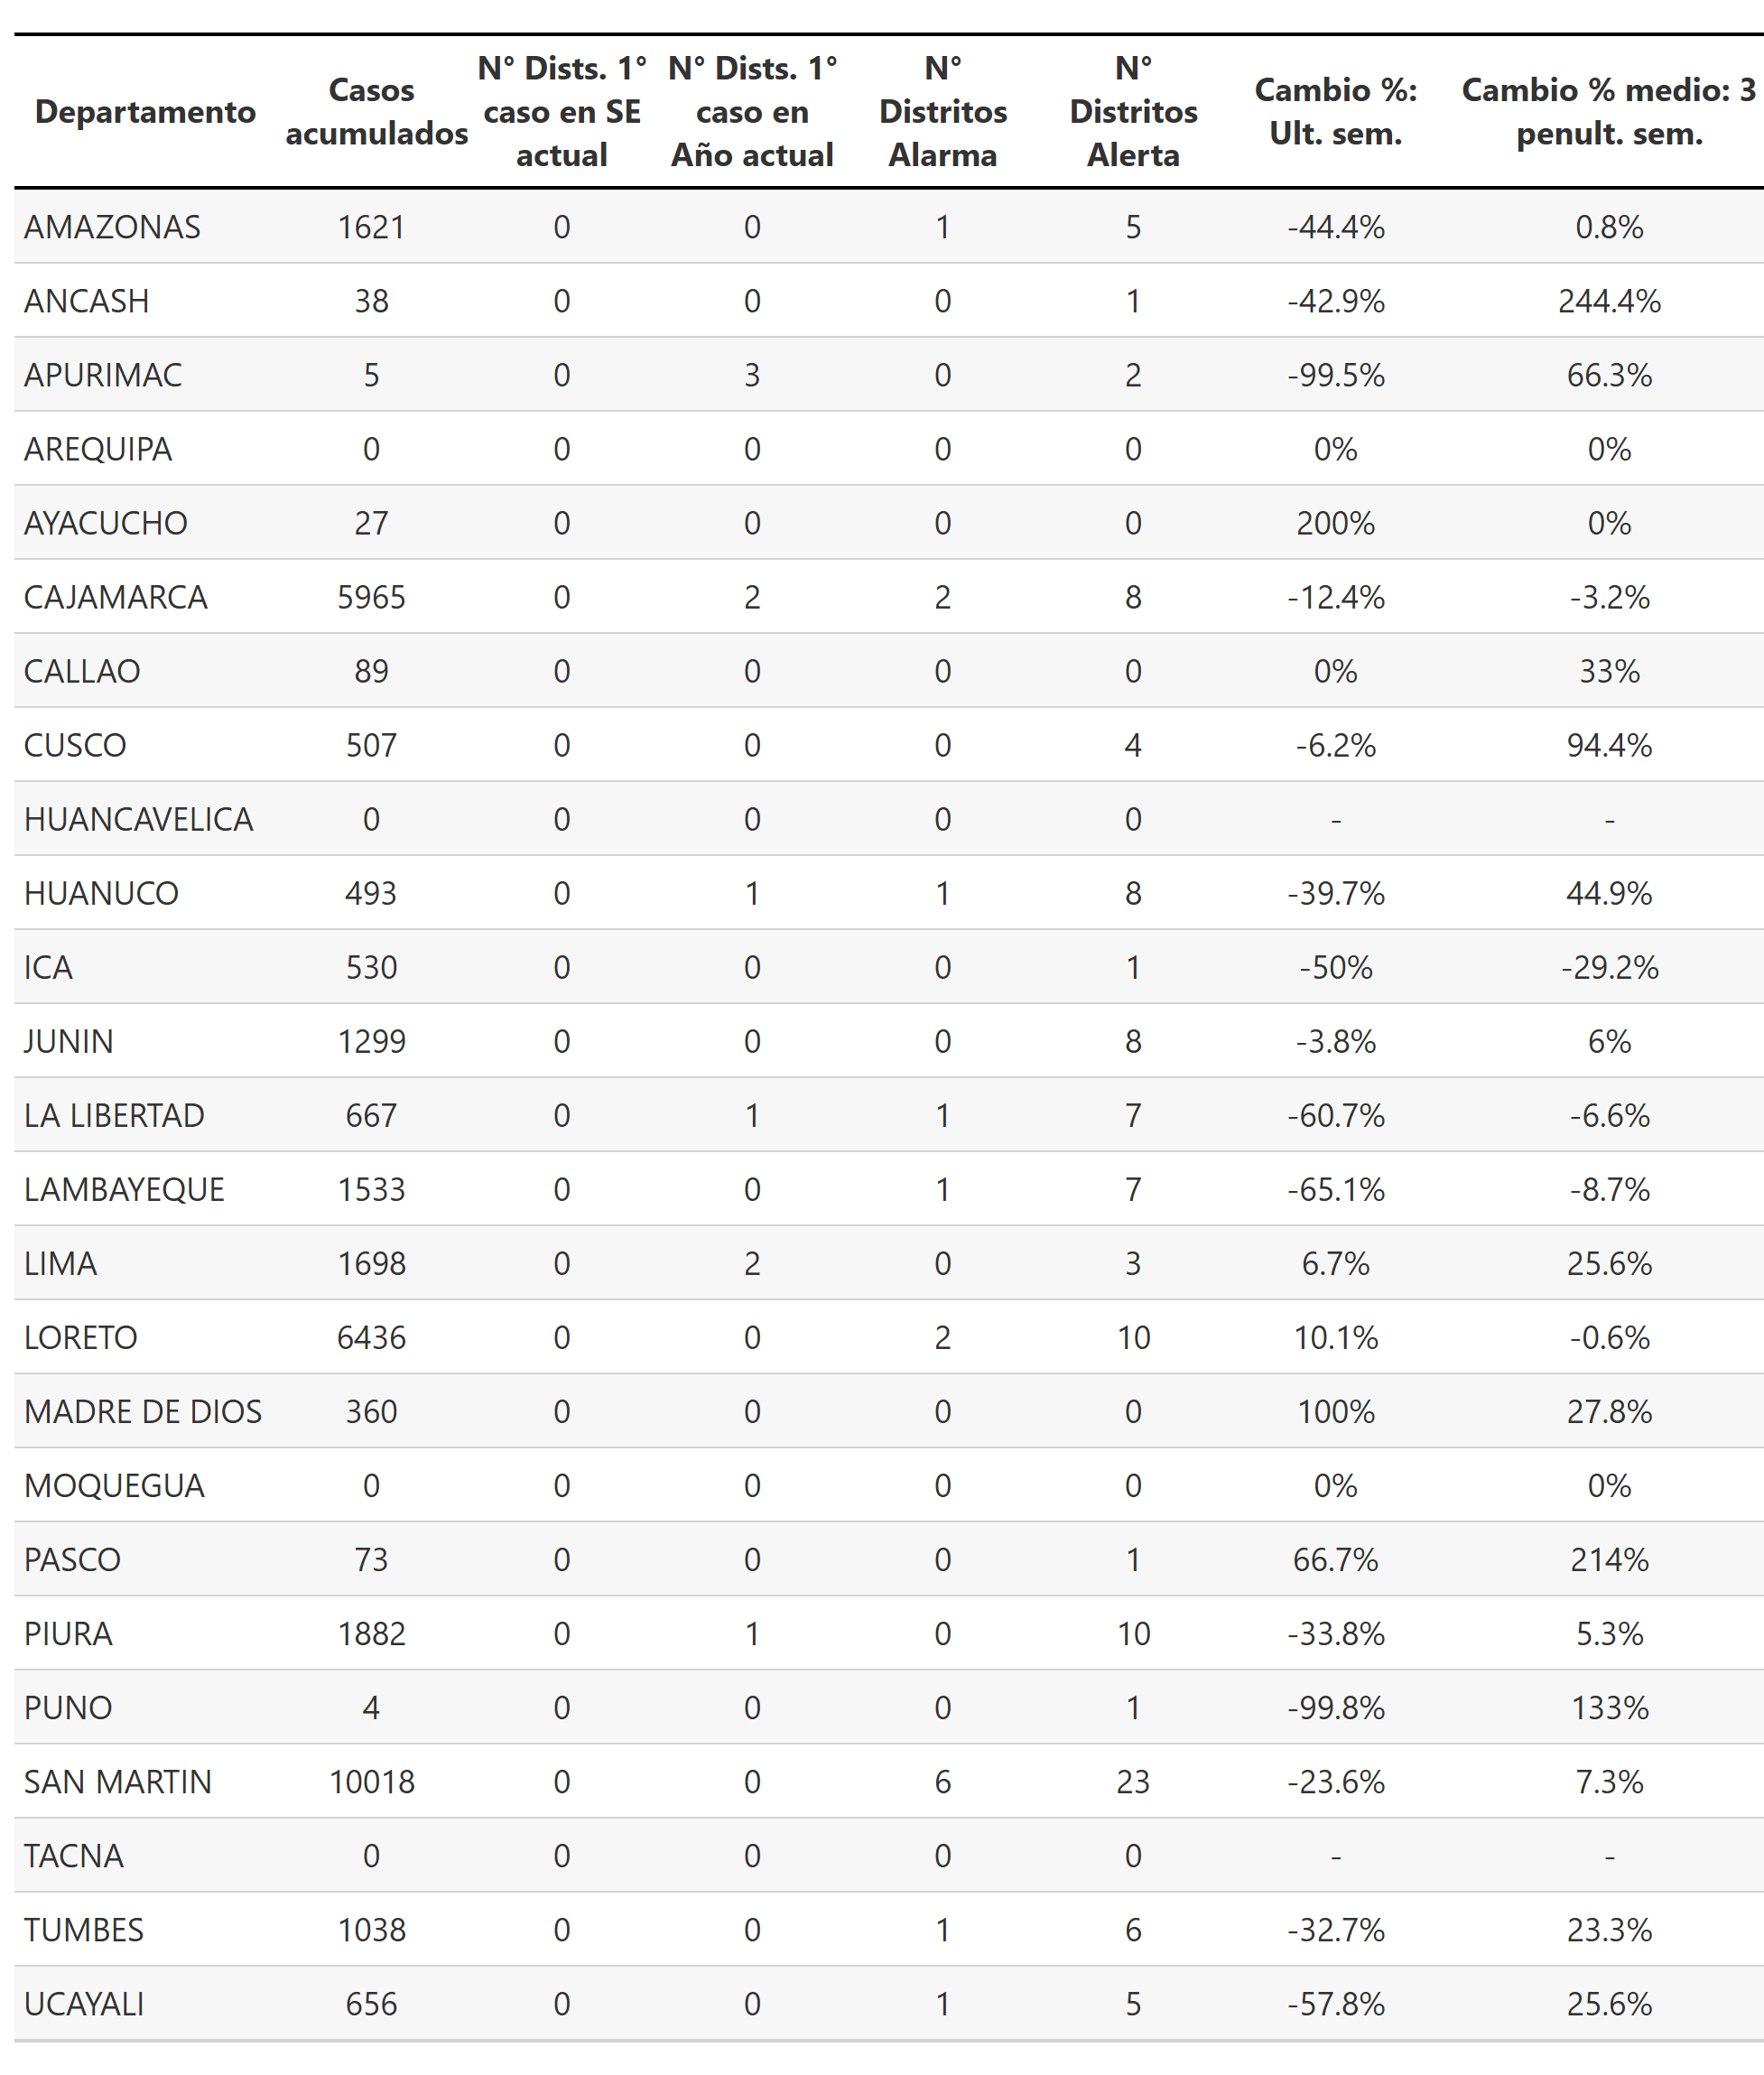 Departamento Casos acumulados N° Dists. 1° caso en SE actual N° Dists. 1° caso en Año actual N° Distritos Alarma N° Distritos Alerta Cambio %: Ult. sem. Cambio % medio: 3 penult. sem.
AMAZONAS 1621 0 0 1 5 -44.4% 0.8%
ANCASH 38 0 0 0 1 -42.9% 244.4%
APURIMAC 5 0 3 0 2 -99.5% 66.3%
AREQUIPA 0 0 0 0 0 0% 0%
AYACUCHO 27 0 0 0 0 200% 0%
CAJAMARCA 5965 0 2 2 8 -12.4% -3.2%
CALLAO 89 0 0 0 0 0% 33%
CUSCO 507 0 0 0 4 -6.2% 94.4%
HUANCAVELICA 0 0 0 0 0 - -
HUANUCO 493 0 1 1 8 -39.7% 44.9%
ICA 530 0 0 0 1 -50% -29.2%
JUNIN 1299 0 0 0 8 -3.8% 6%
LA LIBERTAD 667 0 1 1 7 -60.7% -6.6%
LAMBAYEQUE 1533 0 0 1 7 -65.1% -8.7%
LIMA 1698 0 2 0 3 6.7% 25.6%
LORETO 6436 0 0 2 10 10.1% -0.6%
MADRE DE DIOS 360 0 0 0 0 100% 27.8%
MOQUEGUA 0 0 0 0 0 0% 0%
PASCO 73 0 0 0 1 66.7% 214%
PIURA 1882 0 1 0 10 -33.8% 5.3%
PUNO 4 0 0 0 1 -99.8% 133%
SAN MARTIN 10018 0 0 6 23 -23.6% 7.3%
TACNA 0 0 0 0 0 - -
TUMBES 1038 0 0 1 6 -32.7% 23.3%
UCAYALI 656 0 0 1 5 -57.8% 25.6%